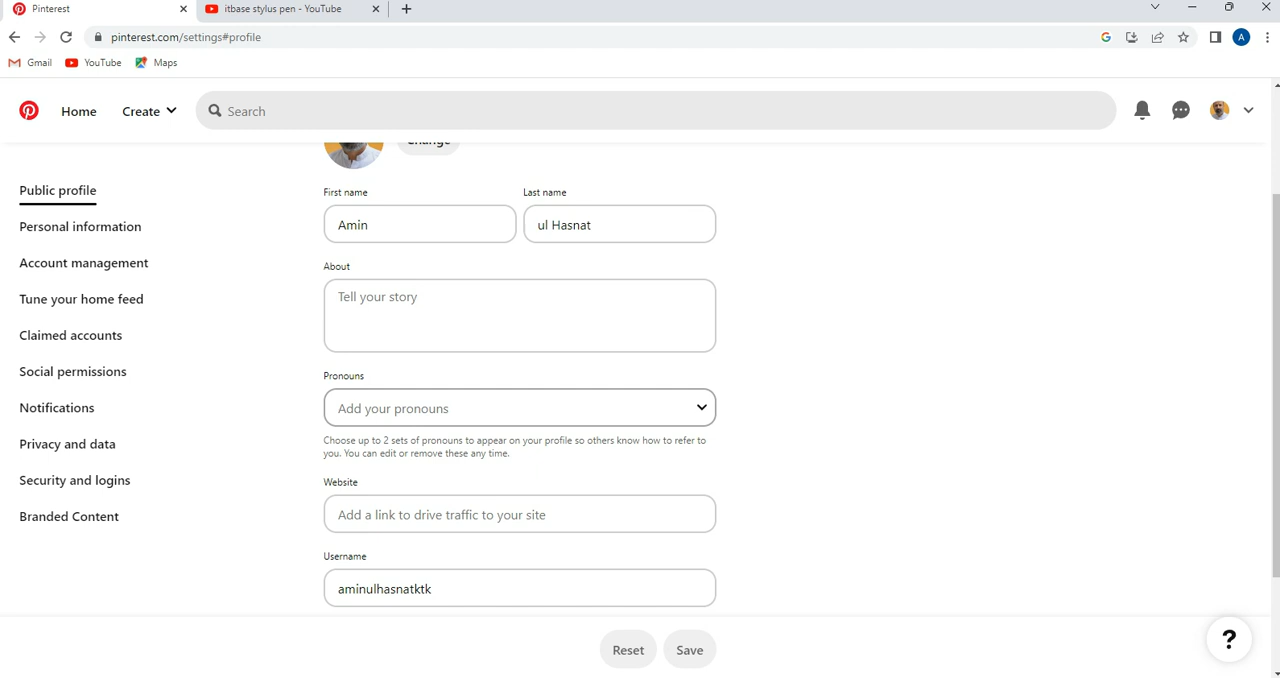 Pinterest
itbase stylus pen - YouTube
pinterest.com/settings#profile
A
Gmail
YouTube
Maps
Home
Create
Search
Change
Public profile
Personal information
Account management
Tune your home feed
Claimed accounts
Social permissions
Notifications
Privacy and data
Security and logins
Branded Content
First name
Last name
Amin
ul Hasnat
About
Tell your story
Pronouns
Add your pronouns
Choose up to 2 sets of pronouns to appear on your profile so others know how to refer to
you. You can edit or remove these any time.
Website
Add a link to drive traffic to your site
Username
aminulhasnatktk
Reset
Save
?